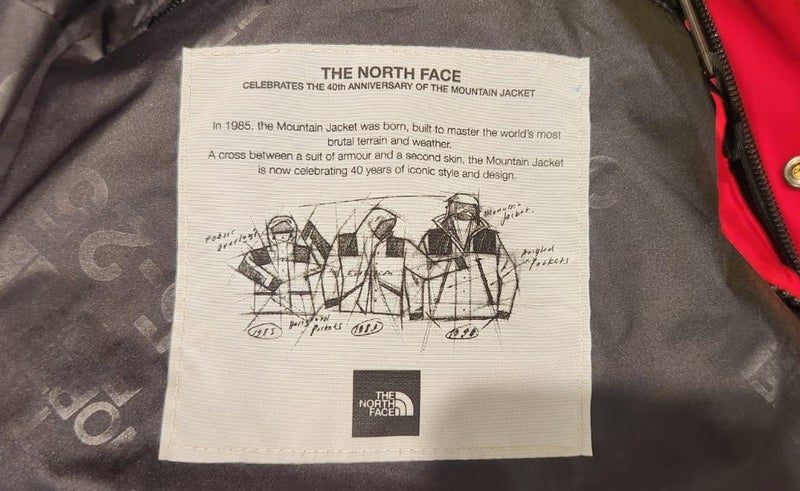 THE NORTH FACE
CELEBRATES THE 40th ANNIVERSARY OF THE MOUNTAIN JACKET
In 1985, the Mountain Jacket was born, built to master the world's most
brutal terrain and weather.
A cross between a suit of armour and a second skin, the Mountain Jacket
is now celebrating 40 years of iconic style and design.
Fabric
Overlays
Mountain
Jacket.
Original
Pockets
Horizontal
Pockets
1985
1990
THE
NORTH
FACE